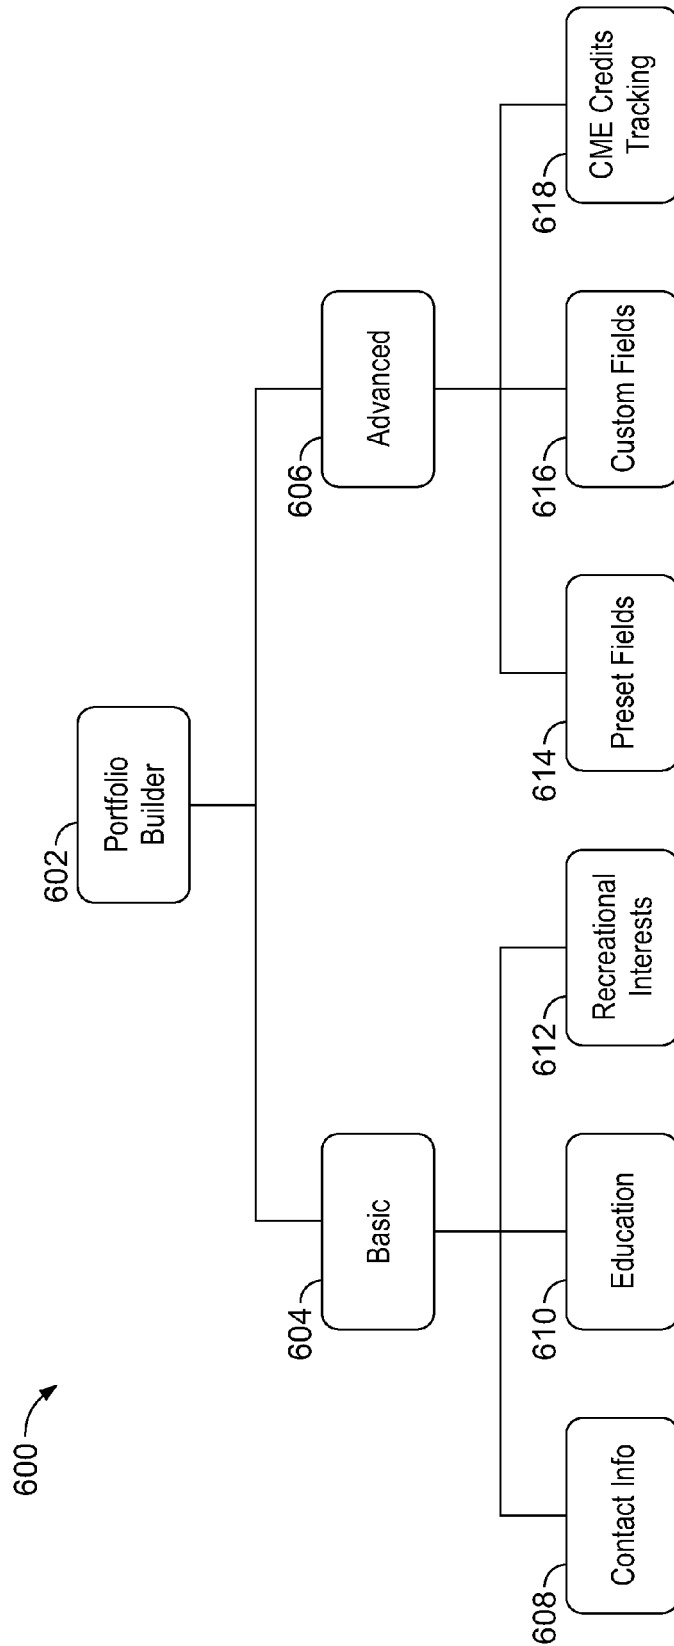 600
602
Portfolio
Builder
604
Basic
606
Advanced
608
Contact Info
610
Education
612
Recreational
Interests
614
Preset Fields
616
Custom Fields
618
CME Credits
Tracking